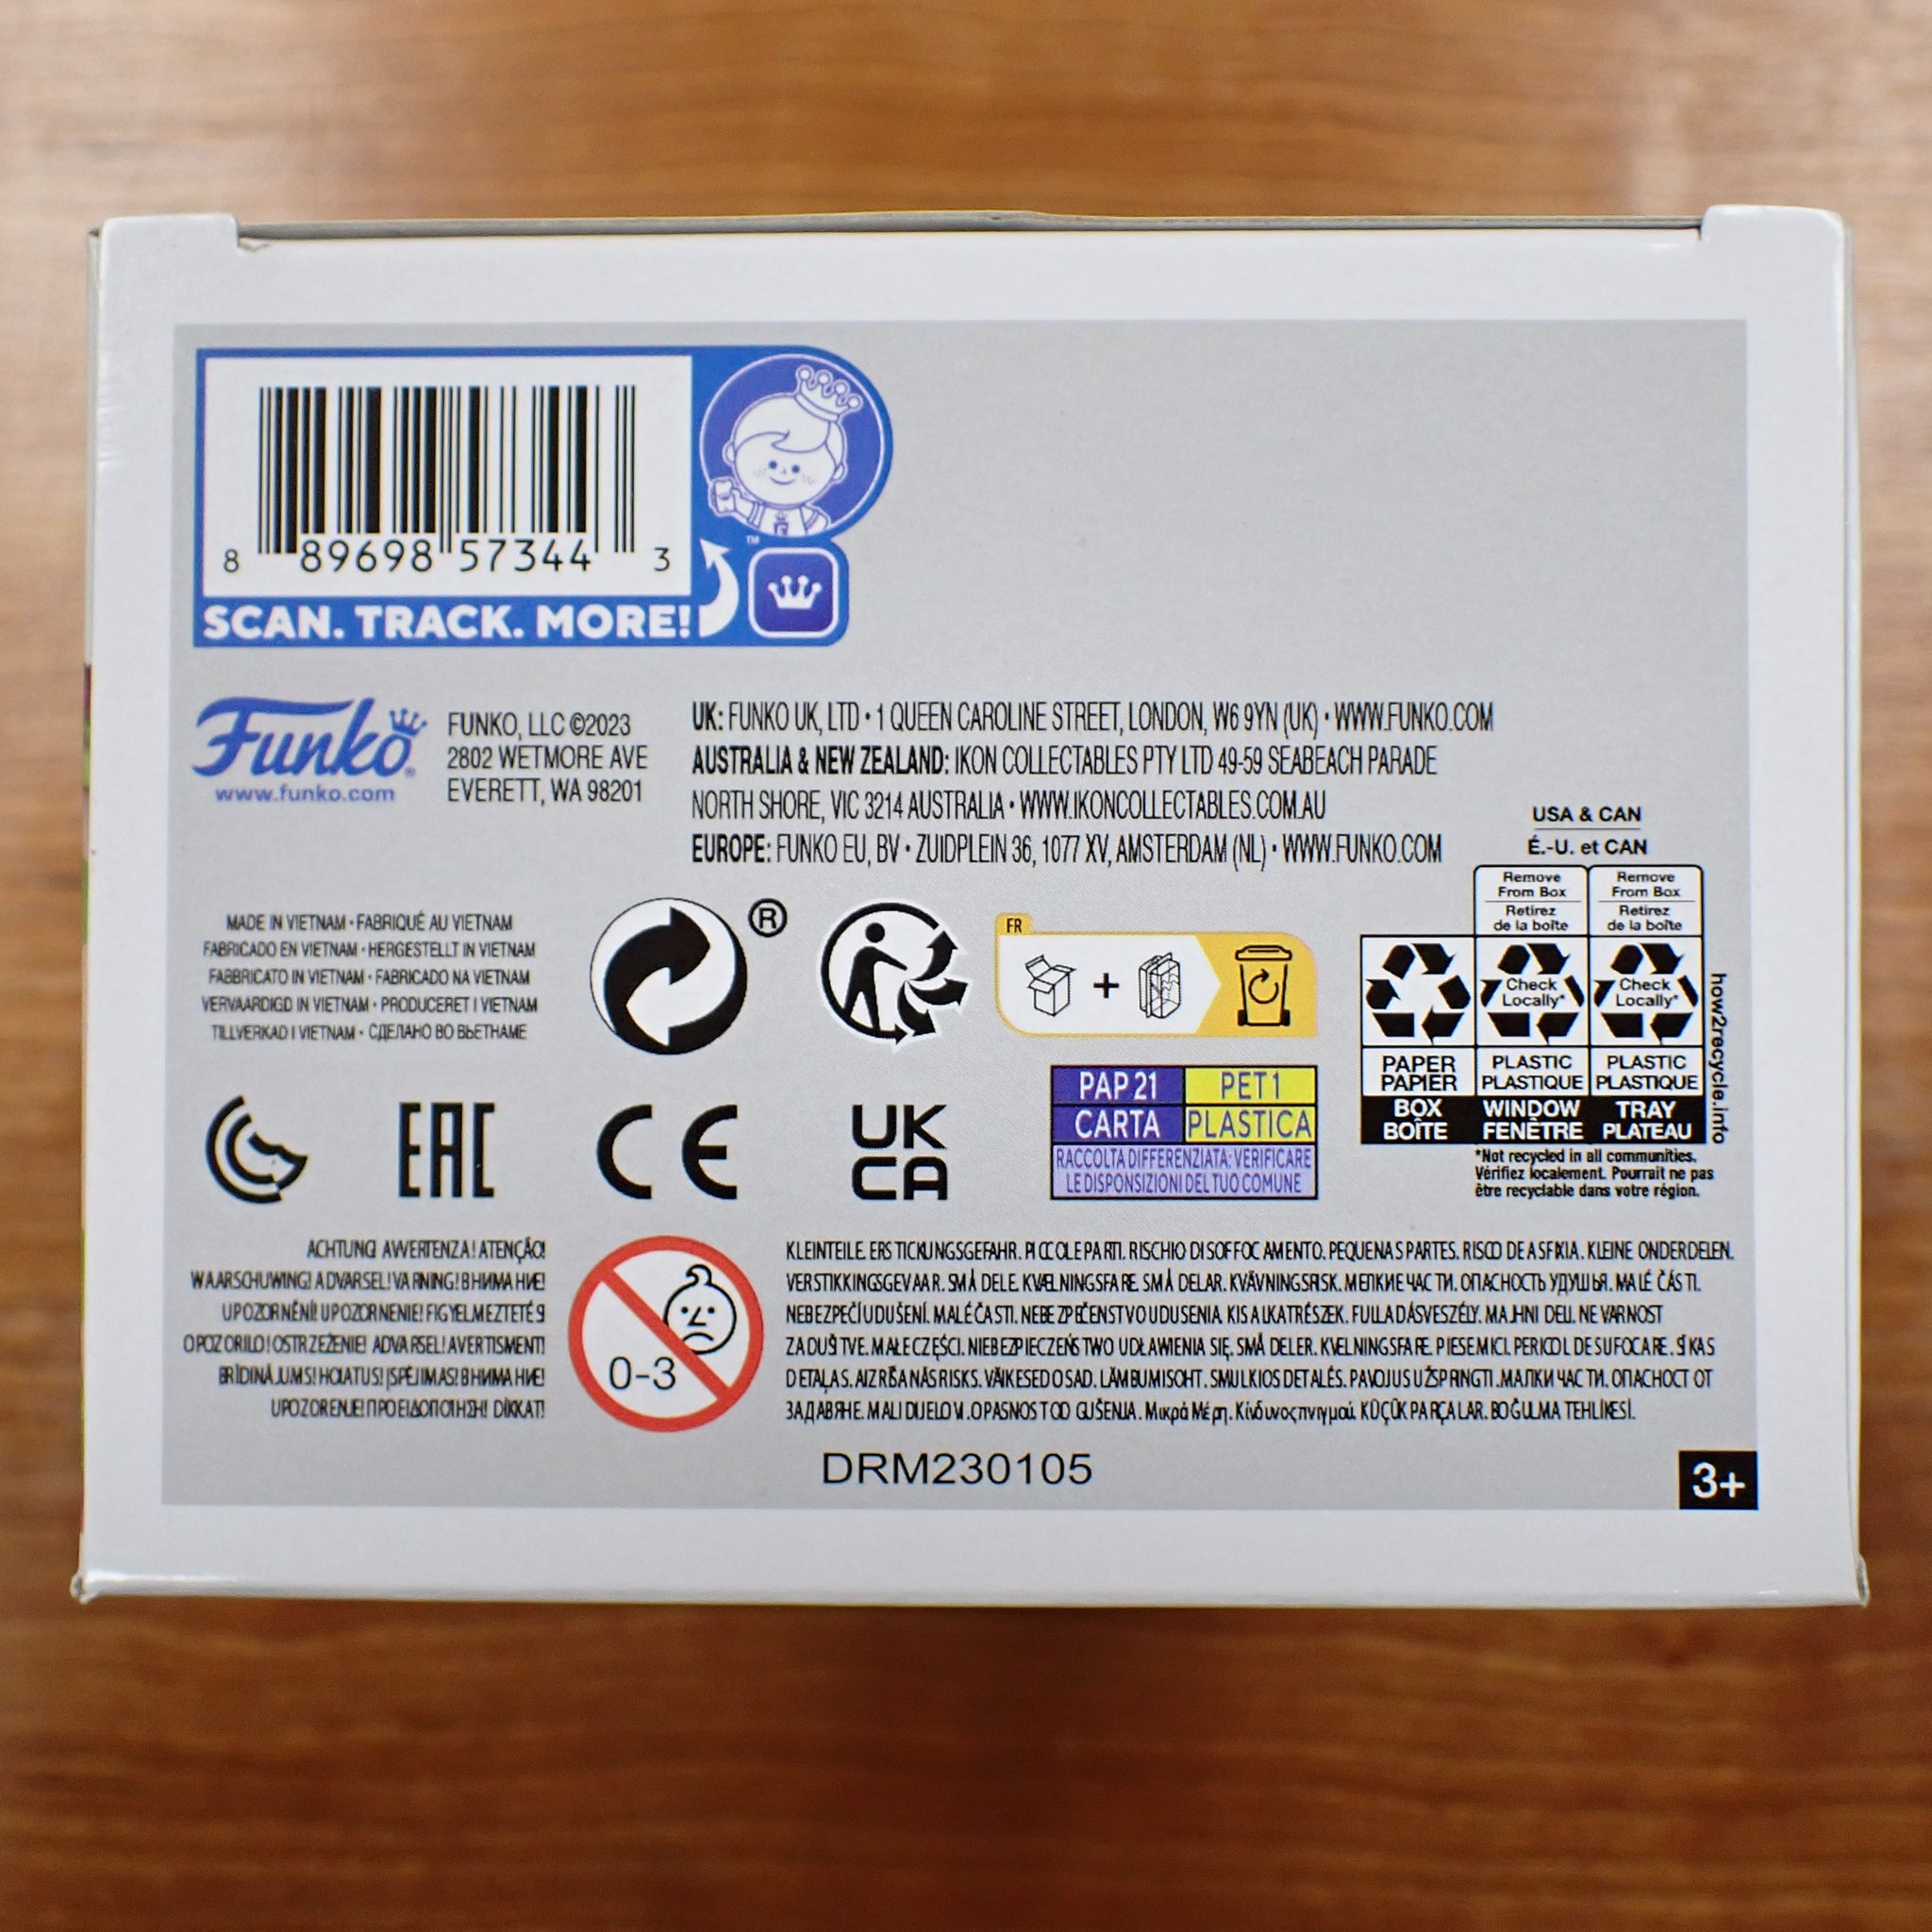 8 89698 57344 3
™
SCAN. TRACK. MORE!
Funko®
www.funko.com
FUNKO, LLC ©2023
2802 WETMORE AVE
EVERETT, WA 98201
UK: FUNKO UK, LTD • 1 QUEEN CAROLINE STREET, LONDON, W6 9YN (UK) • WWW.FUNKO.COM
AUSTRALIA & NEW ZEALAND: IKON COLLECTABLES PTY LTD 49-59 SEABEACH PARADE
NORTH SHORE, VIC 3214 AUSTRALIA • WWW.IKONCOLLECTABLES.COM.AU
EUROPE: FUNKO EU, BV • ZUIDPLEIN 36, 1077 XV, AMSTERDAM (NL) • WWW.FUNKO.COM
MADE IN VIETNAM • FABRIQUÉ AU VIETNAM
FABRICADO EN VIETNAM • HERGESTELLT IN VIETNAM
FABBRICATO IN VIETNAM • FABRICADO NA VIETNAM
VERVAARDIGD IN VIETNAM • PRODUCERET I VIETNAM
TILLVERKAD I VIETNAM • СДЕЛАНО ВО ВЬЕТНАМЕ
®
FR
+
USA & CAN
É.-U. et CAN
Remove
From Box
Retirez
de la boîte
Remove
From Box
Retirez
de la boîte
Check
Locally*
Check
Locally*
PAPER
PAPIER
PLASTIC
PLASTIQUE
PLASTIC
PLASTIQUE
BOX
BOÎTE
WINDOW
FENÊTRE
TRAY
PLATEAU
how2recycle.info
*Not recycled in all communities.
Vérifiez localement. Pourrait ne pas
être recyclable dans votre région.
EAC
CE
UK
CA
PAP 21
PET 1
CARTA
PLASTICA
RACCOLTA DIFFERENZIATA: VERIFICARE
LE DISPONSIZIONI DEL TUO COMUNE
ACHTUNG! AVVERTENZA! ATENÇÃO!
WAARSCHUWING! ADVARSEL! VARNING! ВНИМАНИЕ!
UPOZORNĚNÍ! UPOZORNENIE! FIGYELMEZTETÉS!
OPOZORILO! OSTRZEŻENIE! ADVARSEL! AVERTISMENT!
BRĪDINĀJUMS! HOIATUS! ĮSPĖJIMAS! ВНИМАНИЕ!
UPOZORENJE! ΠΡΟΕΙΔΟΠΟΙΗΣΗ! DİKKAT!
0-3
KLEINTEILE. ERSTICKUNGSGEFAHR. PICCOLE PARTI. RISCHIO DI SOFFOCAMENTO. PEQUENAS PARTES. RISCO DE ASFIXIA. KLEINE ONDERDELEN.
VERSTIKKINGSGEVAAR. SMÅ DELE. KVÆLNINGSFARE. SMÅ DELAR. KVÄVNINGSRISK. МЕЛКИЕ ЧАСТИ. ОПАСНОСТЬ УДУШЬЯ. MALÉ ČÁSTI.
NEBEZPEČÍ UDUŠENÍ. MALÉ ČASTI. NEBEZPEČENSTVO UDUSENIA. KIS ALKATRÉSZEK. FULLADÁSVESZÉLY. MAJHNI DELI. NEVARNOST
ZADUŠTVE. MAŁE CZĘŚCI. NIEBEZPIECZEŃSTWO UDŁAWIENIA SIĘ. SMÅ DELER. KVELNINGSFARE. PIESE MICI. PERICOL DE SUFOCARE. SĪKAS
DETAĻAS. AIZRĪŠANĀS RISKS. VÄIKESED OSAD. LÄMBUMISOHT. SMULKIOS DETALĖS. PAVOJUS UŽSPRINGTI. МАЛКИ ЧАСТИ. ОПАСНОСТ ОТ
ЗАДАВЯНЕ. MALI DIJELOVI. OPASNOST OD GUŠENJA. Μικρά Μέρη. Κίνδυνος πνιγμού. KÜÇÜK PARÇALAR. BOĞULMA TEHLİKESİ.
DRM230105
3+